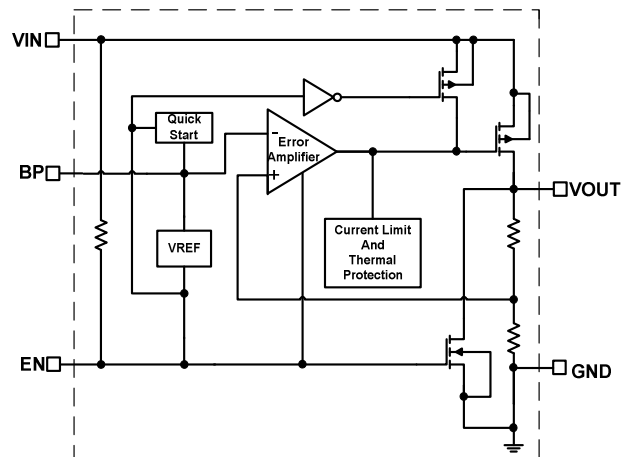 VIN
Quick
Start
-
Error
Amplifier
+
BP
VOUT
VREF
Current Limit
And
Thermal
Protection
EN
GND